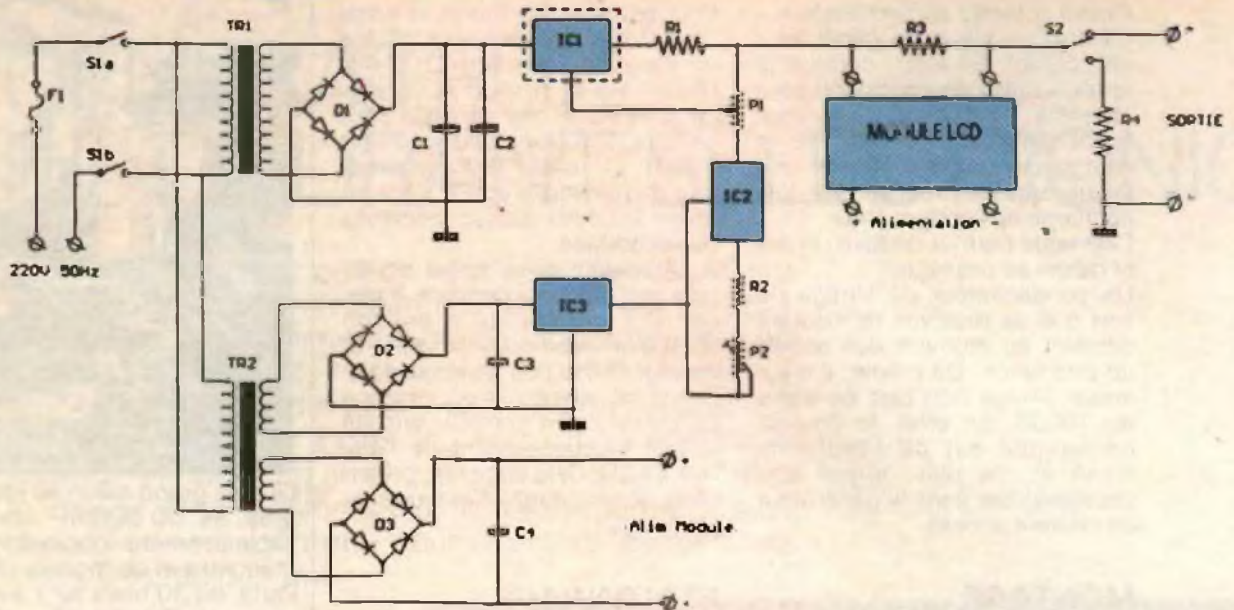 TR1
S1a
F1
S1b
220V 50Hz
D1
C1
C2
IC1
R1
P1
R3
S2
+
MODULE LCD
R4
SORTIE
IC2
+ Alimentation -
R2
P2
TR2
D2
C3
IC3
D3
C4
+
Alim Module
-